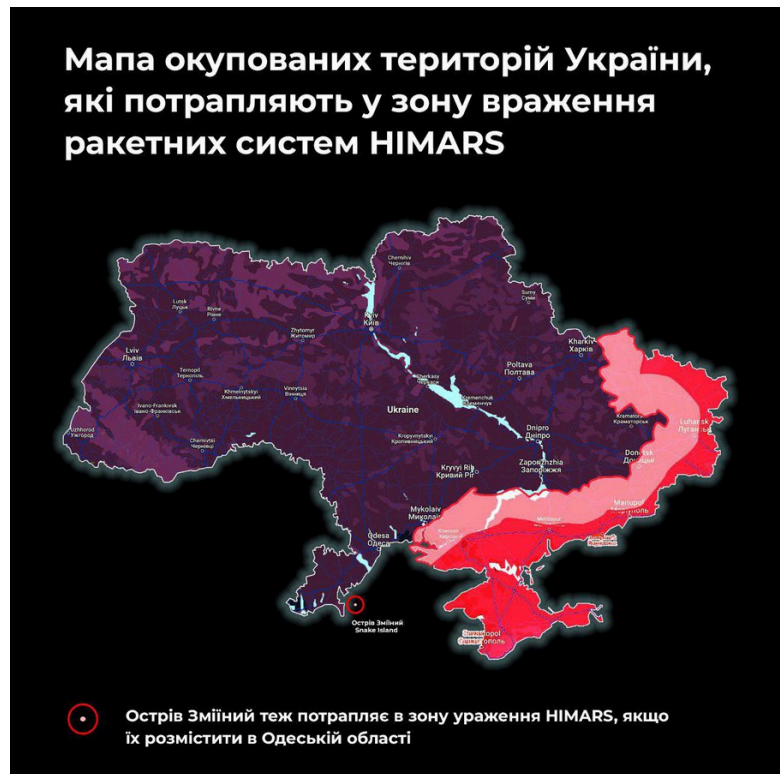 Мапа окупованих територій України,
які потрапляють у зону враження
ракетних систем HIMARS
Chernihiv
Чернігів
Sumy
Суми
Lutsk
Луцьк
Rivne
Рівне
Kyiv
Київ
Zhytomyr
Житомир
Kharkiv
Харків
Lviv
Львів
Poltava
Полтава
Ternopil
Тернопіль
Cherkasy
Черкаси
Khmelnytskyi
Хмельницький
Vinnytsia
Вінниця
Kremenchuk
Кременчук
Ivano-Frankivsk
Івано-Франківськ
Ukraine
Kramatorsk
Краматорськ
Luhansk
Луганськ
Uzhhorod
Ужгород
Chernivtsi
Чернівці
Kropyvnytskyi
Кропивницький
Dnipro
Дніпро
Donetsk
Донецьк
Zaporizhzhia
Запоріжжя
Kryvyi Rih
Кривий Ріг
Mykolaiv
Миколаїв
Mariupol
Маріуполь
Kherson
Херсон
Melitopol
Odesa
Одеса
Острів Зміїний
Snake Island
Sevastopol
Севастополь
Острів Зміїний теж потрапляє в зону ураження HIMARS, якщо
їх розмістити в Одеській області